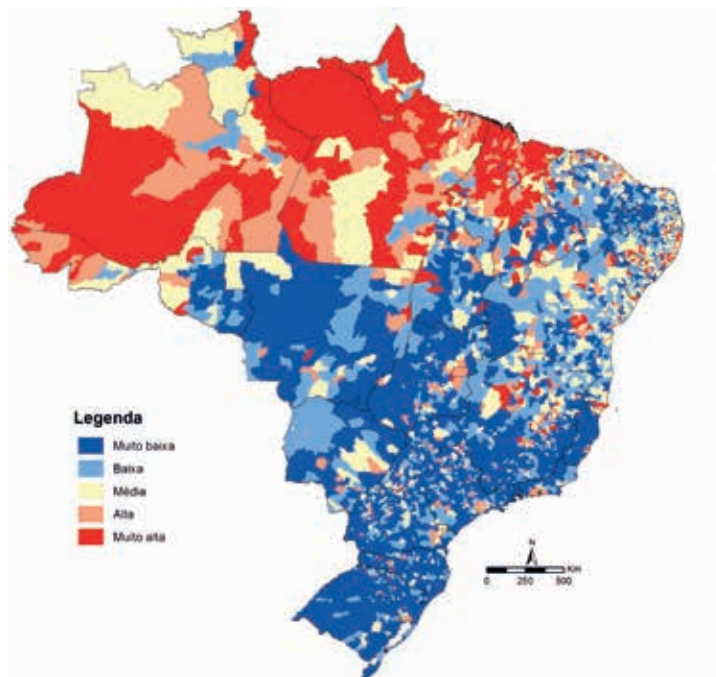 Legenda
Muito baixa
Baixa
Média
Alta
Muito alta
N
0 250 500 Km